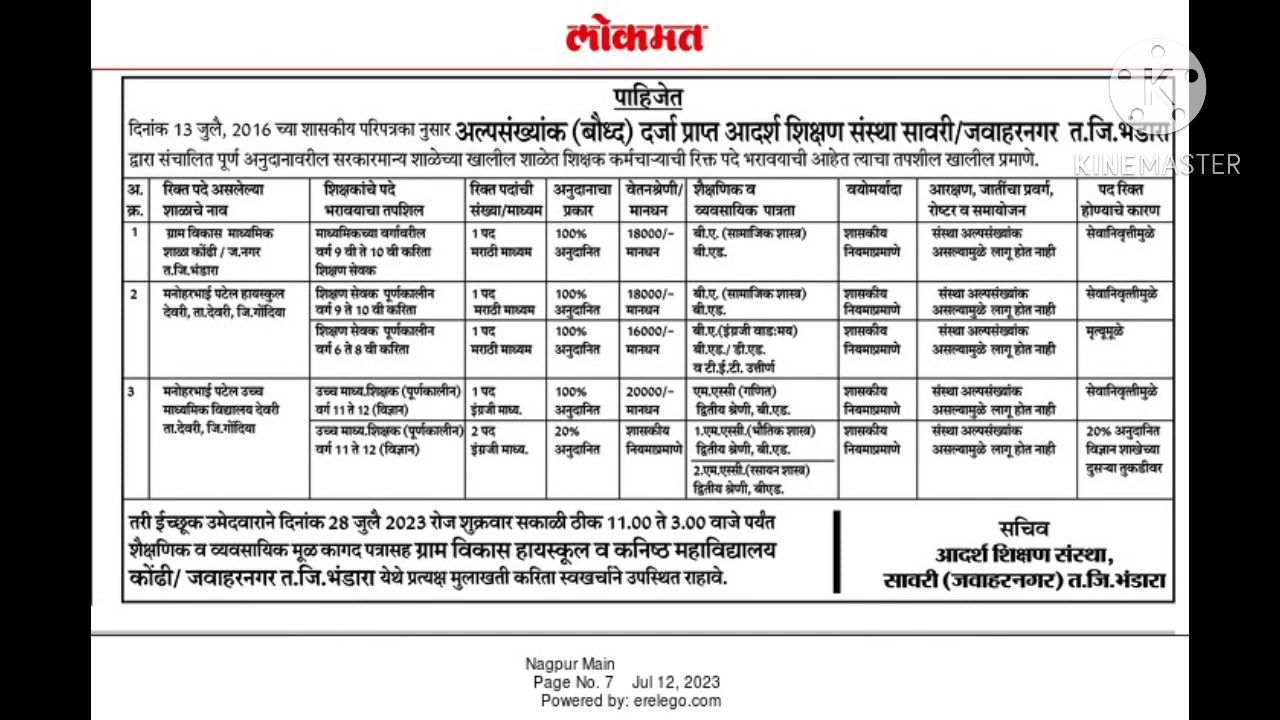 लोकमत
KINEMASTER
पाहिजेत
दिनांक 13 जुलै, 2016 च्या शासकीय परिपत्रका नुसार अल्पसंख्यांक (बौध्द) दर्जा प्राप्त आदर्श शिक्षण संस्था सावरी/जवाहरनगर त.जि.भंडारा
द्वारा संचालित पूर्ण अनुदानावरील सरकारमान्य शाळेच्या खालील शाळेत शिक्षक कर्मचाऱ्याची रिक्त पदे भरावयाची आहेत त्याचा तपशील खालील प्रमाणे.
अ. रिक्त पदे असलेल्या शिक्षकांचे पदे रिक्त पदांची अनुदानाचा वेतनश्रेणी/ शैक्षणिक व वयोमर्यादा आरक्षण, जातींचा प्रवर्ग, पद रिक्त
क्र. शाळाचे नाव भरावयाचा तपशिल संख्या/माध्यम प्रकार मानधन व्यवसायिक पात्रता रोष्टर व समायोजन होण्याचे कारण
1 ग्राम विकास माध्यमिक माध्यमिकच्या वर्गावरील 1 पद 100% 18000/- बी.ए. (सामाजिक शास्त्र) शासकीय संस्था अल्पसंख्यांक सेवानिवृत्तीमुळे
शाळा कोंढी / ज.नगर वर्ग 9 वी ते 10 वी करिता मराठी माध्यम अनुदानित मानधन बी.एड. नियमाप्रमाणे असल्यामुळे लागू होत नाही
त.जि.भंडारा शिक्षण सेवक
2 मनोहरभाई पटेल हायस्कुल शिक्षण सेवक पूर्णकालीन 1 पद 100% 18000/- बी.ए. (सामाजिक शास्त्र) शासकीय संस्था अल्पसंख्यांक सेवानिवृत्तीमुळे
देवरी, ता.देवरी, जि.गोंदिया वर्ग 9 ते 10 वी करिता मराठी माध्यम अनुदानित मानधन बी.एड. नियमाप्रमाणे असल्यामुळे लागू होत नाही
शिक्षण सेवक पूर्णकालीन 1 पद 100% 16000/- बी.ए.(इंग्रजी वाड:मय) शासकीय संस्था अल्पसंख्यांक मृत्यूमूळे
वर्ग 6 ते 8 वी करिता मराठी माध्यम अनुदानित मानधन बी.एड./ डी.एड. नियमाप्रमाणे असल्यामुळे लागू होत नाही
व टी.ई.टी. उत्तीर्ण
3 मनोहरभाई पटेल उच्च उच्च माध्य.शिक्षक (पूर्णकालीन) 1 पद 100% 20000/- एम.एससी (गणित) शासकीय संस्था अल्पसंख्यांक सेवानिवृत्तीमुळे
माध्यमिक विद्यालय देवरी वर्ग 11 ते 12 (विज्ञान) इंग्रजी माध्य. अनुदानित मानधन द्वितीय श्रेणी, बी.एड. नियमाप्रमाणे असल्यामुळे लागू होत नाही
ता.देवरी, जि.गोंदिया उच्च माध्य.शिक्षक (पूर्णकालीन) 2 पद 20% शासकीय 1.एम.एससी.(भौतिक शास्त्र) शासकीय संस्था अल्पसंख्यांक 20% अनुदानित
वर्ग 11 ते 12 (विज्ञान) इंग्रजी माध्य. अनुदानित नियमाप्रमाणे द्वितीय श्रेणी, बी.एड. नियमाप्रमाणे असल्यामुळे लागू होत नाही विज्ञान शाखेच्या
2.एम.एससी.(रसायन शास्त्र) दुसऱ्या तुकडीवर
द्वितीय श्रेणी, बीएड.
तरी ईच्छूक उमेदवाराने दिनांक 28 जुलै 2023 रोज शुक्रवार सकाळी ठीक 11.00 ते 3.00 वाजे पर्यंत
शैक्षणिक व व्यवसायिक मूळ कागद पत्रासह ग्राम विकास हायस्कूल व कनिष्ठ महाविद्यालय
कोंढी/ जवाहरनगर त.जि.भंडारा येथे प्रत्यक्ष मुलाखती करिता स्वखर्चाने उपस्थित राहावे.
सचिव
आदर्श शिक्षण संस्था,
सावरी (जवाहरनगर) त.जि.भंडारा
Nagpur Main
Page No. 7 Jul 12, 2023
Powered by: erelego.com